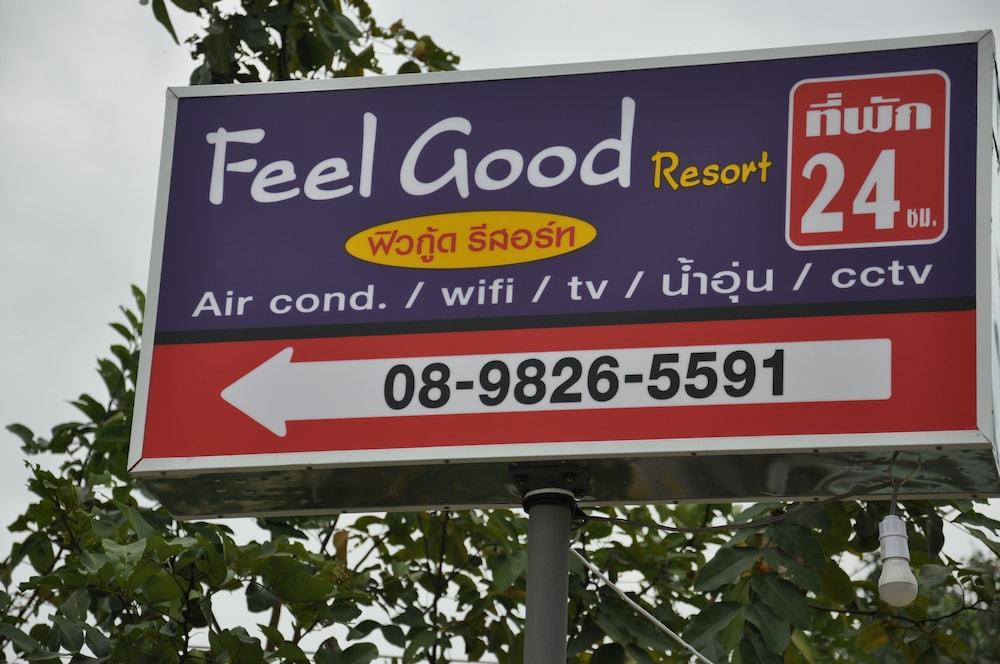 Feel Good Resort
ที่พัก
24 ชม.
ฟิวกู้ด รีสอร์ท
Air cond. / wifi / tv / น้ำอุ่น / cctv
08-9826-5591